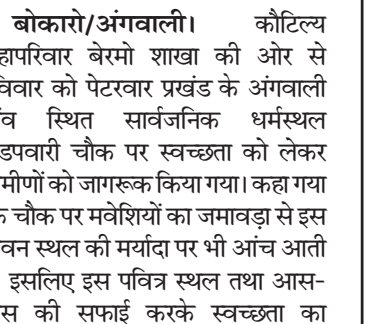 बोकारो/अंगवाली। कौटिल्य
हापरिवार बेरमो शाखा की ओर से
विवार को पेटरवार प्रखंड के अंगवाली
व स्थित सार्वजनिक धर्मस्थल
डपवारी चौक पर स्वच्छता को लेकर
मीणों को जागरूक किया गया। कहा गया
चौक पर मवेशियों का जमावड़ा से इस
वन स्थल की मर्यादा पर भी आंच आती
इसलिए इस पवित्र स्थल तथा आस-
स की सफाई करके स्वच्छता का